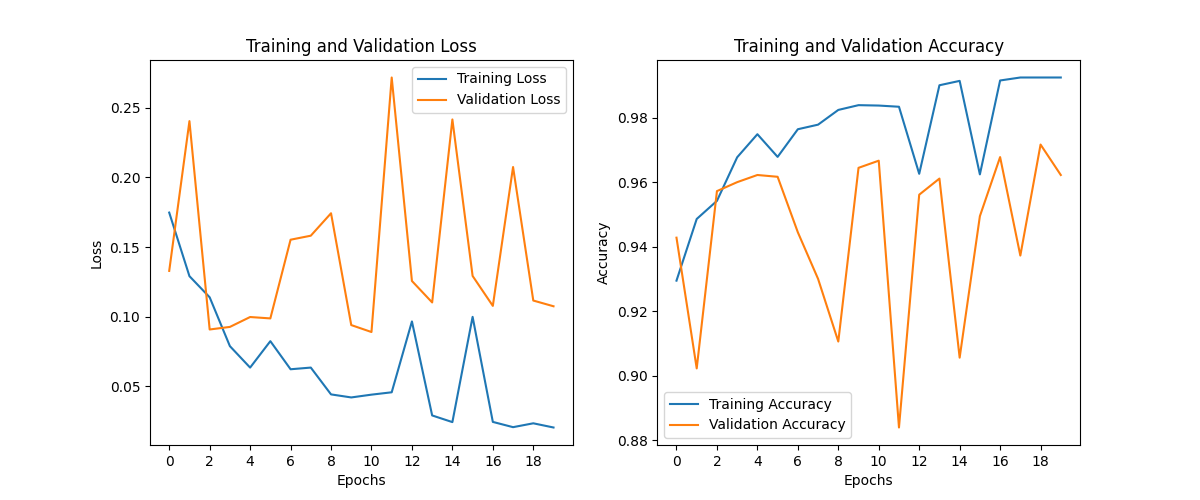 Training and Validation Loss
Training Loss
Validation Loss
0.25
0.20
0.15
0.10
0.05
Loss
0 2 4 6 8 10 12 14 16 18
Epochs
Training and Validation Accuracy
0.98
0.96
0.94
0.92
0.90
0.88
Accuracy
Training Accuracy
Validation Accuracy
0 2 4 6 8 10 12 14 16 18
Epochs